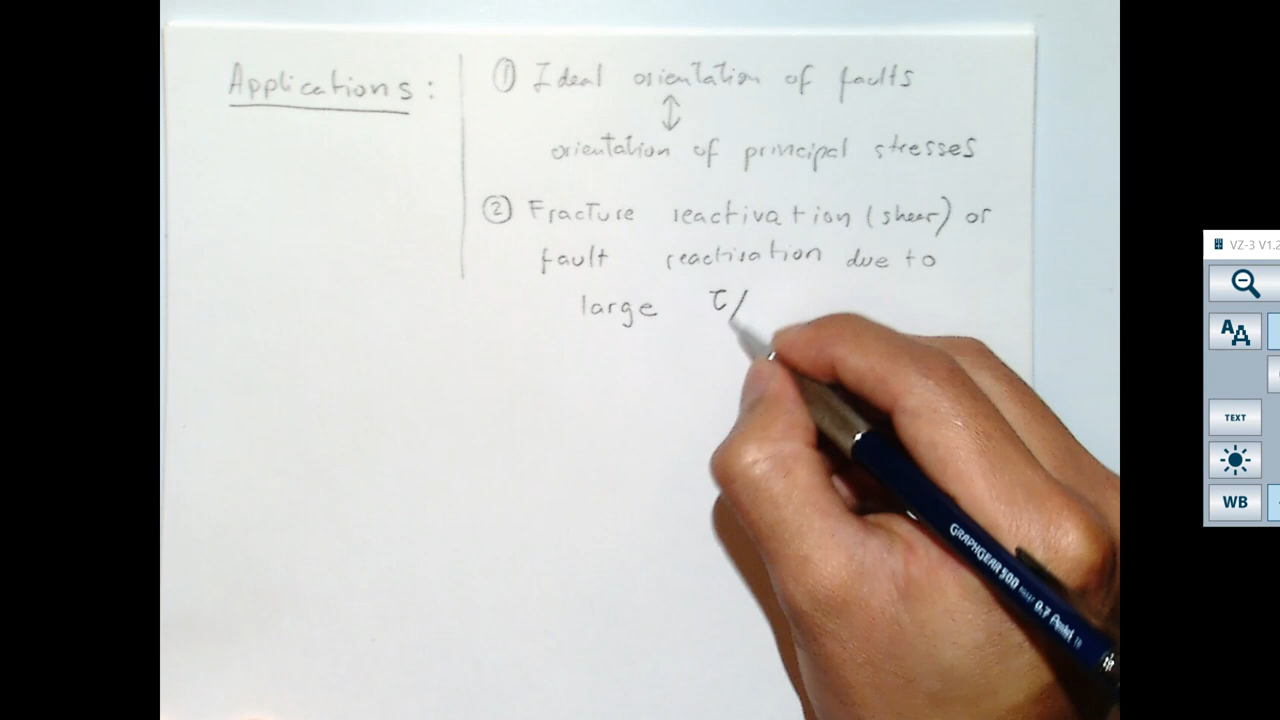 Applications:
① Ideal orientation of faults
↕
orientation of principal stresses
② Fracture reactivation (shear) or
fault reactivation due to
large τ/
GRAPHGEAR 500
0.7 Pentel
VZ-3 V1.2
AA
TEXT
WB